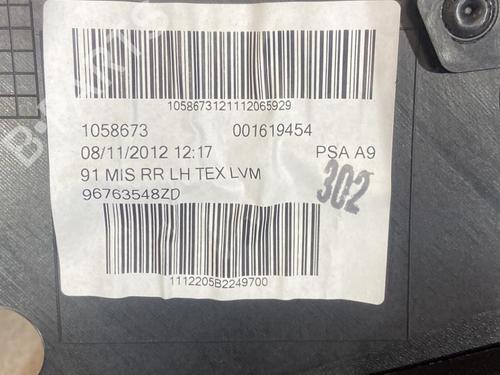 1058673121112065929
1058673 001619454
08/11/2012 12:17 PSA A9
91 MIS RR LH TEX LVM
96763548ZD
302
1112205B2249700
B-PARTS